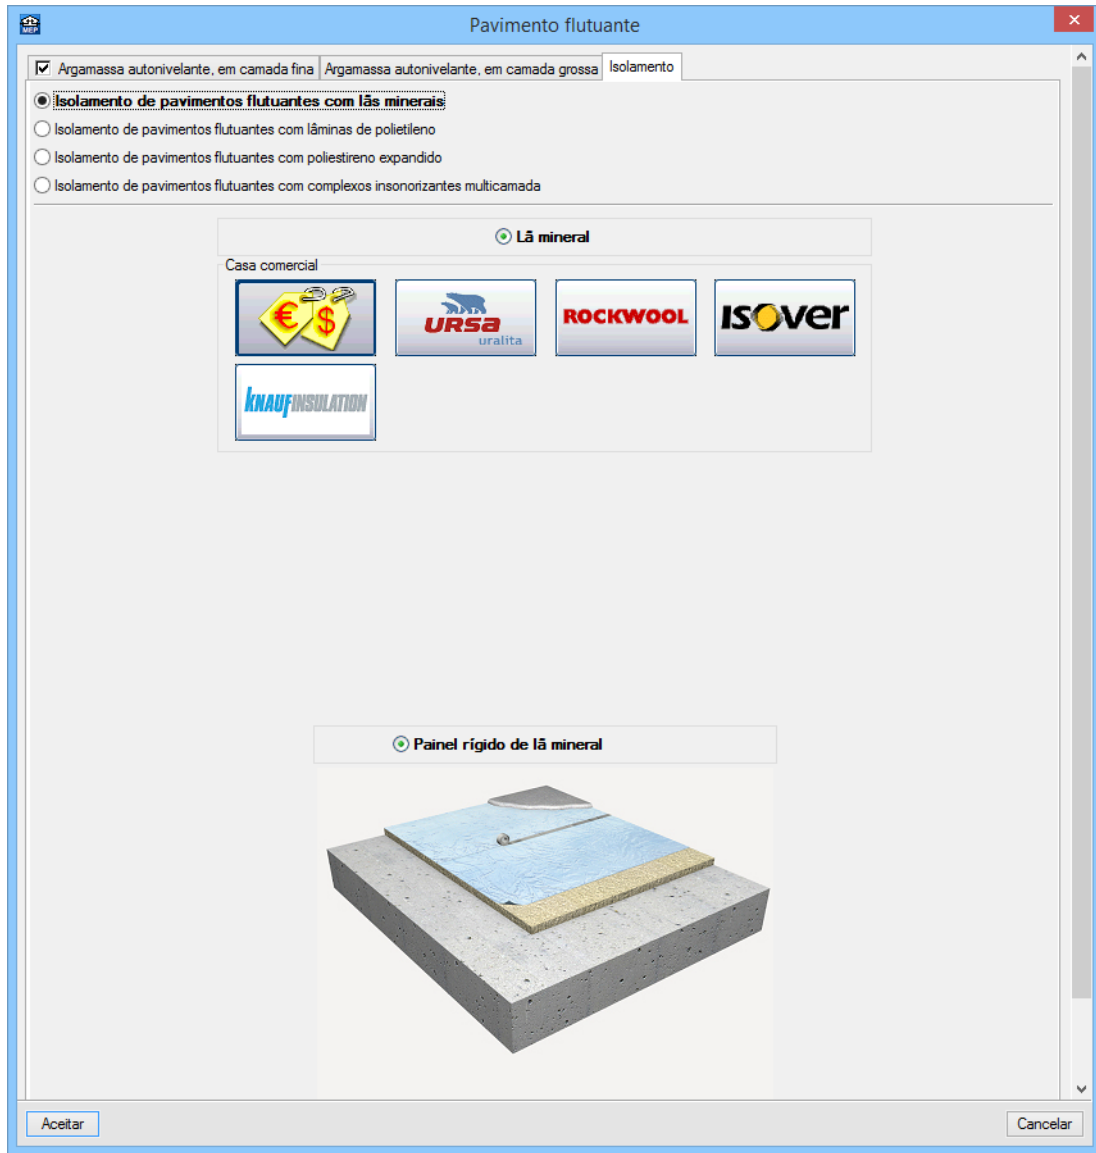 MEP
Pavimento flutuante
Argamassa autonivelante, em camada fina
Argamassa autonivelante, em camada grossa
Isolamento
Isolamento de pavimentos flutuantes com lãs minerais
Isolamento de pavimentos flutuantes com lâminas de polietileno
Isolamento de pavimentos flutuantes com poliestireno expandido
Isolamento de pavimentos flutuantes com complexos insonorizantes multicamada
Lã mineral
Casa comercial
€ $
URSA
uralita
ROCKWOOL
ISOVER
KNAUFINSULATION
Painel rígido de lã mineral
Aceitar
Cancelar